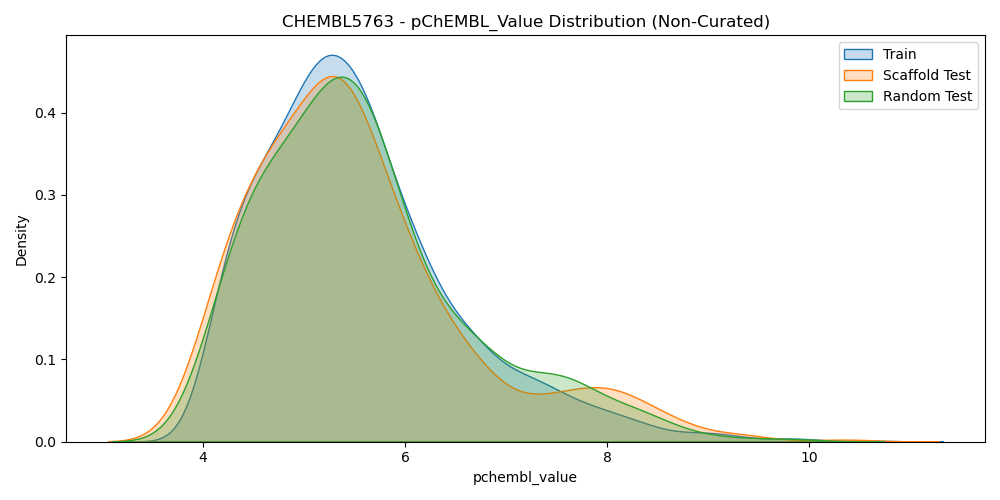 CHEMBL5763 - pChEMBL_Value Distribution (Non-Curated)
Train
Scaffold Test
Random Test
Density
0.4
0.3
0.2
0.1
0.0
4
6
8
10
pchembl_value